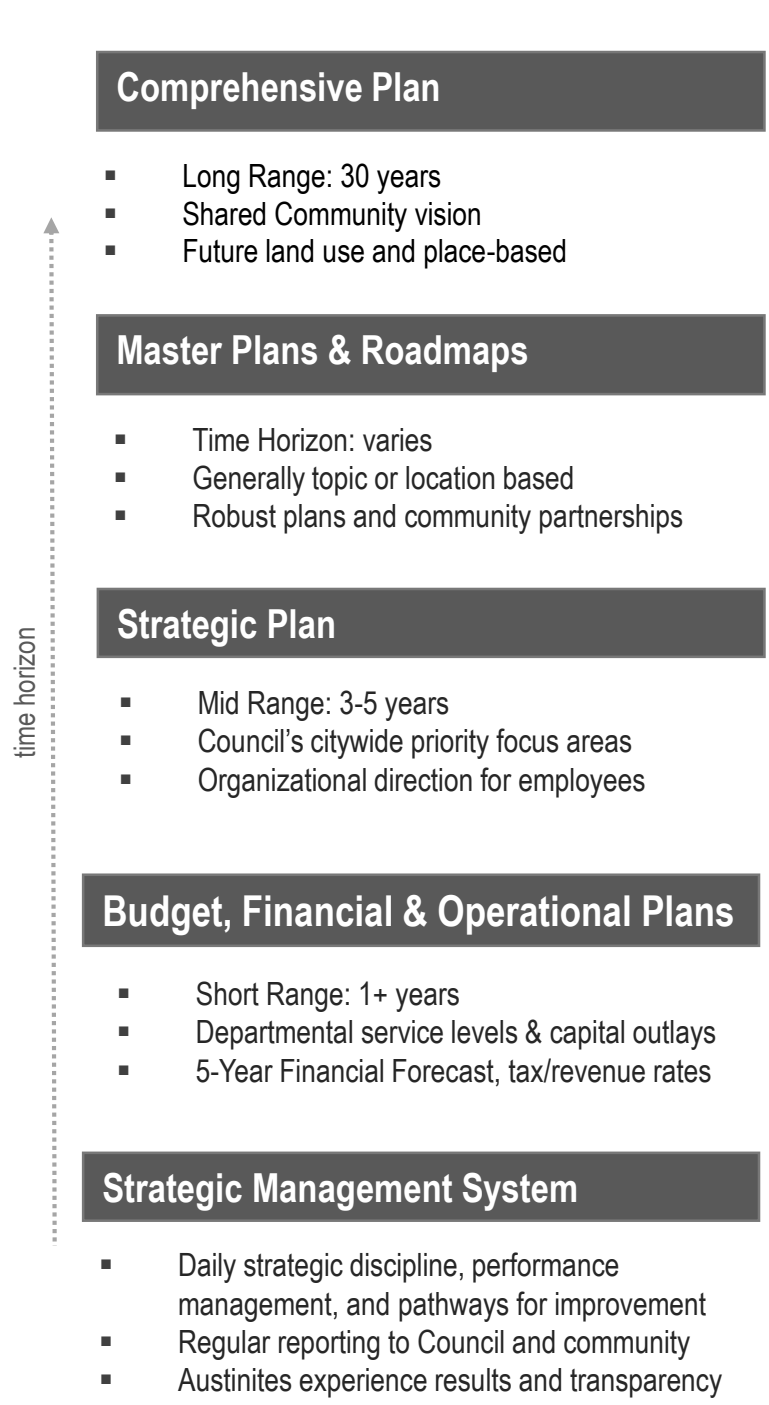 Comprehensive Plan
▪ Long Range: 30 years
▪ Shared Community vision
▪ Future land use and place-based
Master Plans & Roadmaps
▪ Time Horizon: varies
▪ Generally topic or location based
▪ Robust plans and community partnerships
time horizon
Strategic Plan
▪ Mid Range: 3-5 years
▪ Council's citywide priority focus areas
▪ Organizational direction for employees
Budget, Financial & Operational Plans
▪ Short Range: 1+ years
▪ Departmental service levels & capital outlays
▪ 5-Year Financial Forecast, tax/revenue rates
Strategic Management System
▪ Daily strategic discipline, performance
management, and pathways for improvement
▪ Regular reporting to Council and community
▪ Austinites experience results and transparency